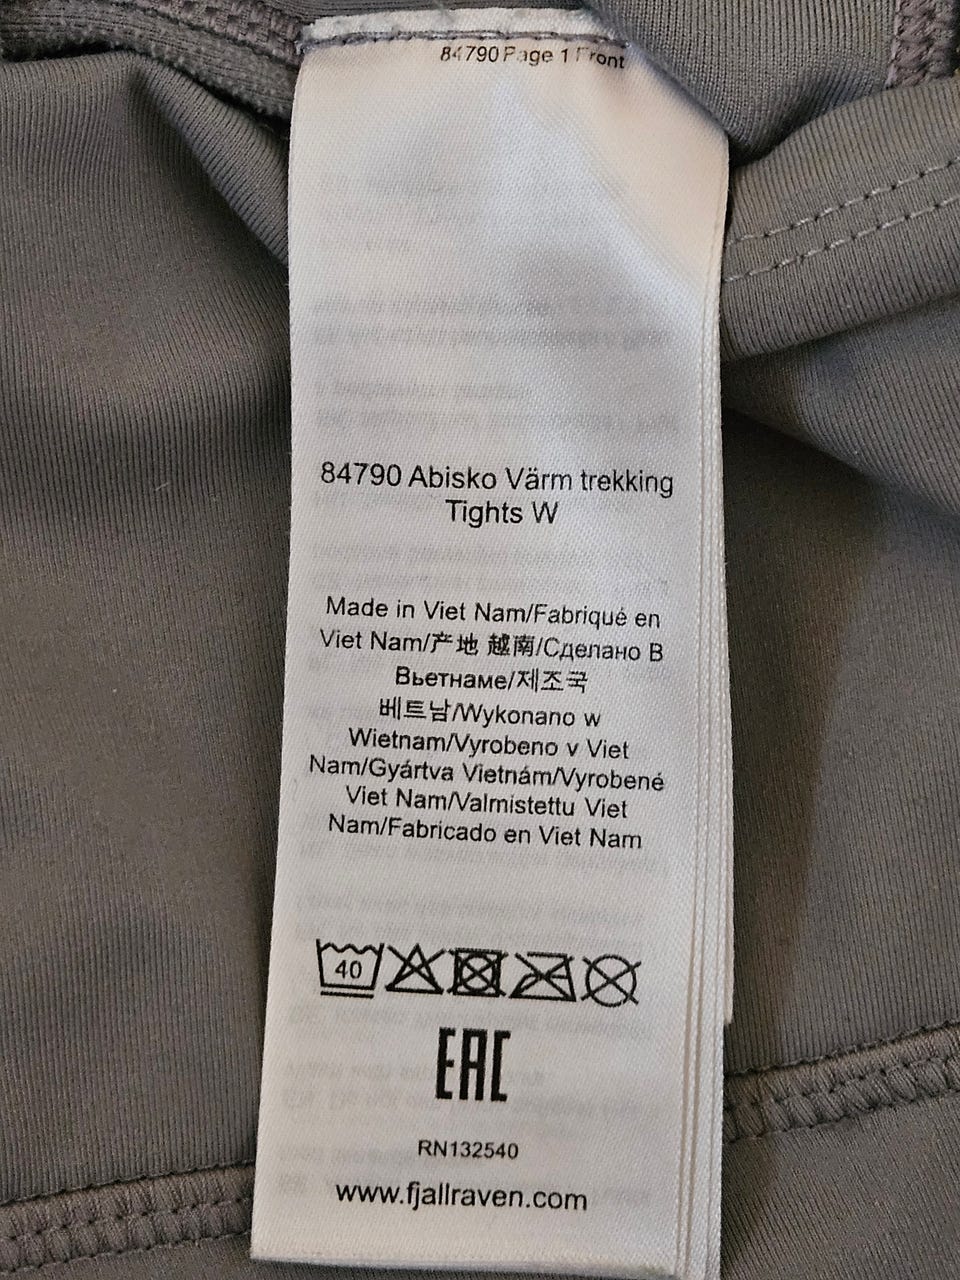 84790 Page 1 Front
84790 Abisko Värm trekking
Tights W
Made in Viet Nam/Fabriqué en
Viet Nam/产地 越南/Сделано В
Вьетнаме/제조국
베트남/Wykonano w
Wietnam/Vyrobeno v Viet
Nam/Gyártva Vietnám/Vyrobené
Viet Nam/Valmistettu Viet
Nam/Fabricado en Viet Nam
40
EAC
RN132540
www.fjallraven.com